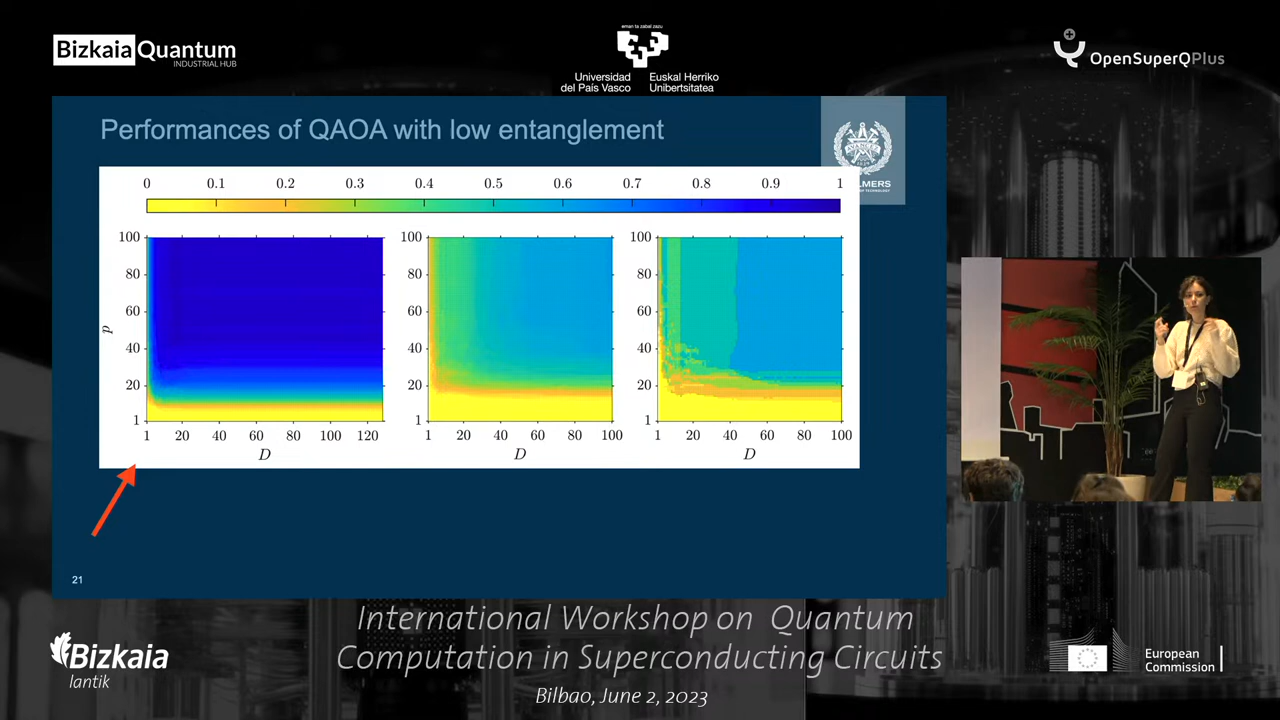 Bizkaia Quantum
INDUSTRIAL HUB
eman ta zabal zazu
Universidad
del País Vasco
Euskal Herriko
Unibertsitatea
OpenSuperQPlus
Performances of QAOA with low entanglement
0 0.1 0.2 0.3 0.4 0.5 0.6 0.7 0.8 0.9 1
100 80 60 40 20 1
p
1 20 40 60 80 100 120
D
100 80 60 40 20 1
1 20 40 60 80 100
D
100 80 60 40 20 1
1 20 40 60 80 100
D
21
International Workshop on Quantum
Computation in Superconducting Circuits
Bilbao, June 2, 2023
Bizkaia
lantik
European
Commission